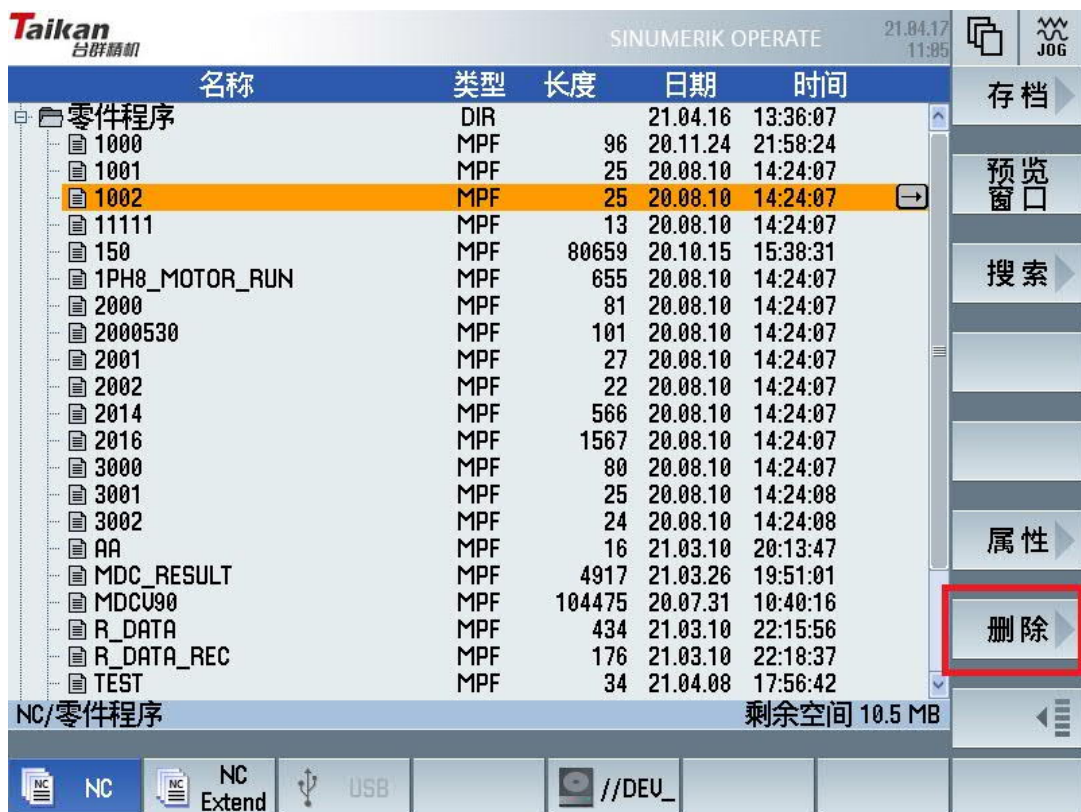 Taikan
台群精机
SINUMERIK OPERATE
21.04.17
11:05
JOG
名称 类型 长度 日期 时间
零件程序 DIR 21.04.16 13:36:07
1000 MPF 96 20.11.24 21:58:24
1001 MPF 25 20.08.10 14:24:07
1002 MPF 25 20.08.10 14:24:07
11111 MPF 13 20.08.10 14:24:07
150 MPF 80659 20.10.15 15:38:31
1PH8_MOTOR_RUN MPF 655 20.08.10 14:24:07
2000 MPF 81 20.08.10 14:24:07
2000530 MPF 101 20.08.10 14:24:07
2001 MPF 27 20.08.10 14:24:07
2002 MPF 22 20.08.10 14:24:07
2014 MPF 566 20.08.10 14:24:07
2016 MPF 1567 20.08.10 14:24:07
3000 MPF 80 20.08.10 14:24:07
3001 MPF 25 20.08.10 14:24:08
3002 MPF 24 20.08.10 14:24:08
AA MPF 16 21.03.10 20:13:47
MDC_RESULT MPF 4917 21.03.26 19:51:01
MDCV90 MPF 104475 20.07.31 10:40:16
R_DATA MPF 434 21.03.10 22:15:56
R_DATA_REC MPF 176 21.03.10 22:18:37
TEST MPF 34 21.04.08 17:56:42
NC/零件程序 剩余空间 10.5 MB
存档
预览
窗口
搜索
属性
删除
NC NC
NC NC
Extend
USB
//DEV_